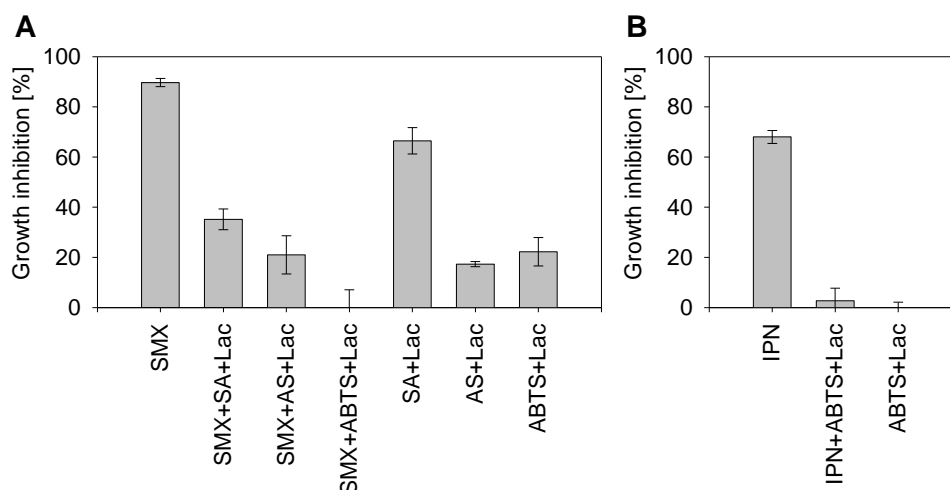 A
Growth inhibition [%]
100
80
60
40
20
0
SMX
SMX+SA+Lac
SMX+AS+Lac
SMX+ABTS+Lac
SA+Lac
AS+Lac
ABTS+Lac
B
Growth inhibition [%]
100
80
60
40
20
0
IPN
IPN+ABTS+Lac
ABTS+Lac